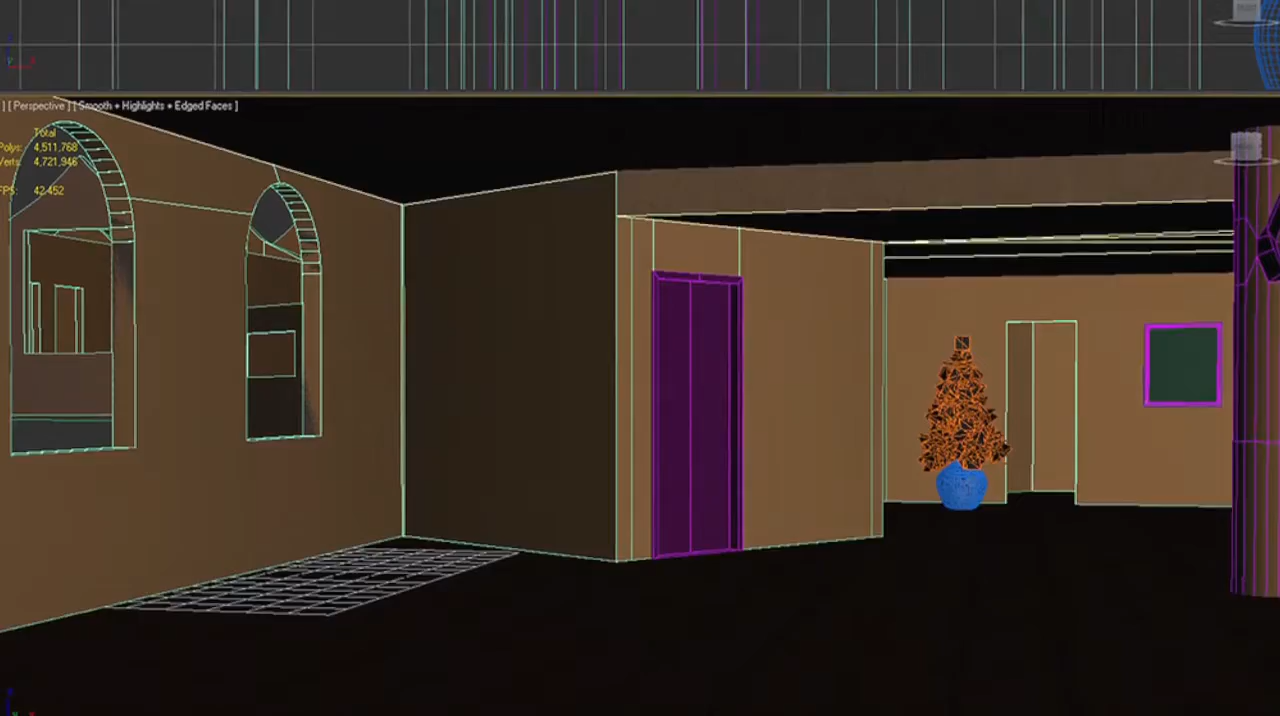 ] [ Perspective ] [ Smooth + Highlights + Edged Faces ]
Total
Polys: 4,511,768
Verts: 4,721,946
FPS: 42.452